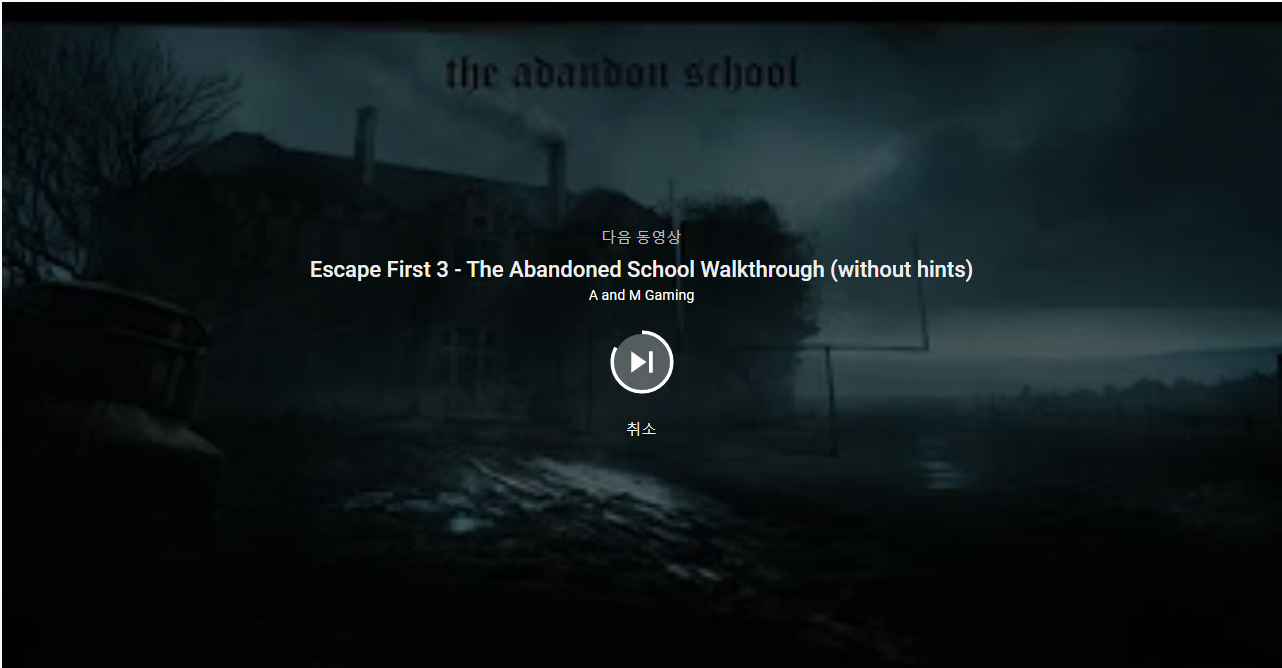 the adandon school
다음 동영상
Escape First 3 - The Abandoned School Walkthrough (without hints)
A and M Gaming
취소